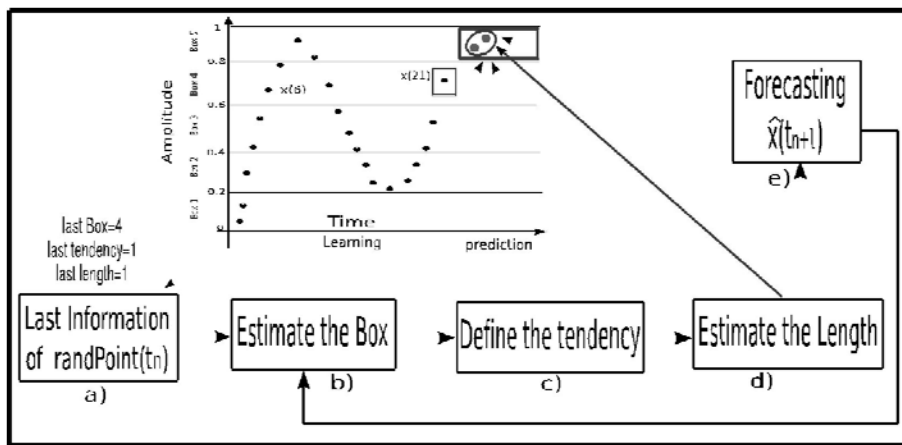 1
Box 5
0.8
Box 4
0.6
Box 3
0.4
Box 2
0.2
Box 1
0
Amolitude
x(6)
x(21)
Time
Learning
prediction
Forecasting
x̂(tn+l)
e)
last Box=4
last tendency=1
last length=1
Last Information
of randPoint(tn)
a)
Estimate the Box
b)
Define the tendency
c)
Estimate the Length
d)